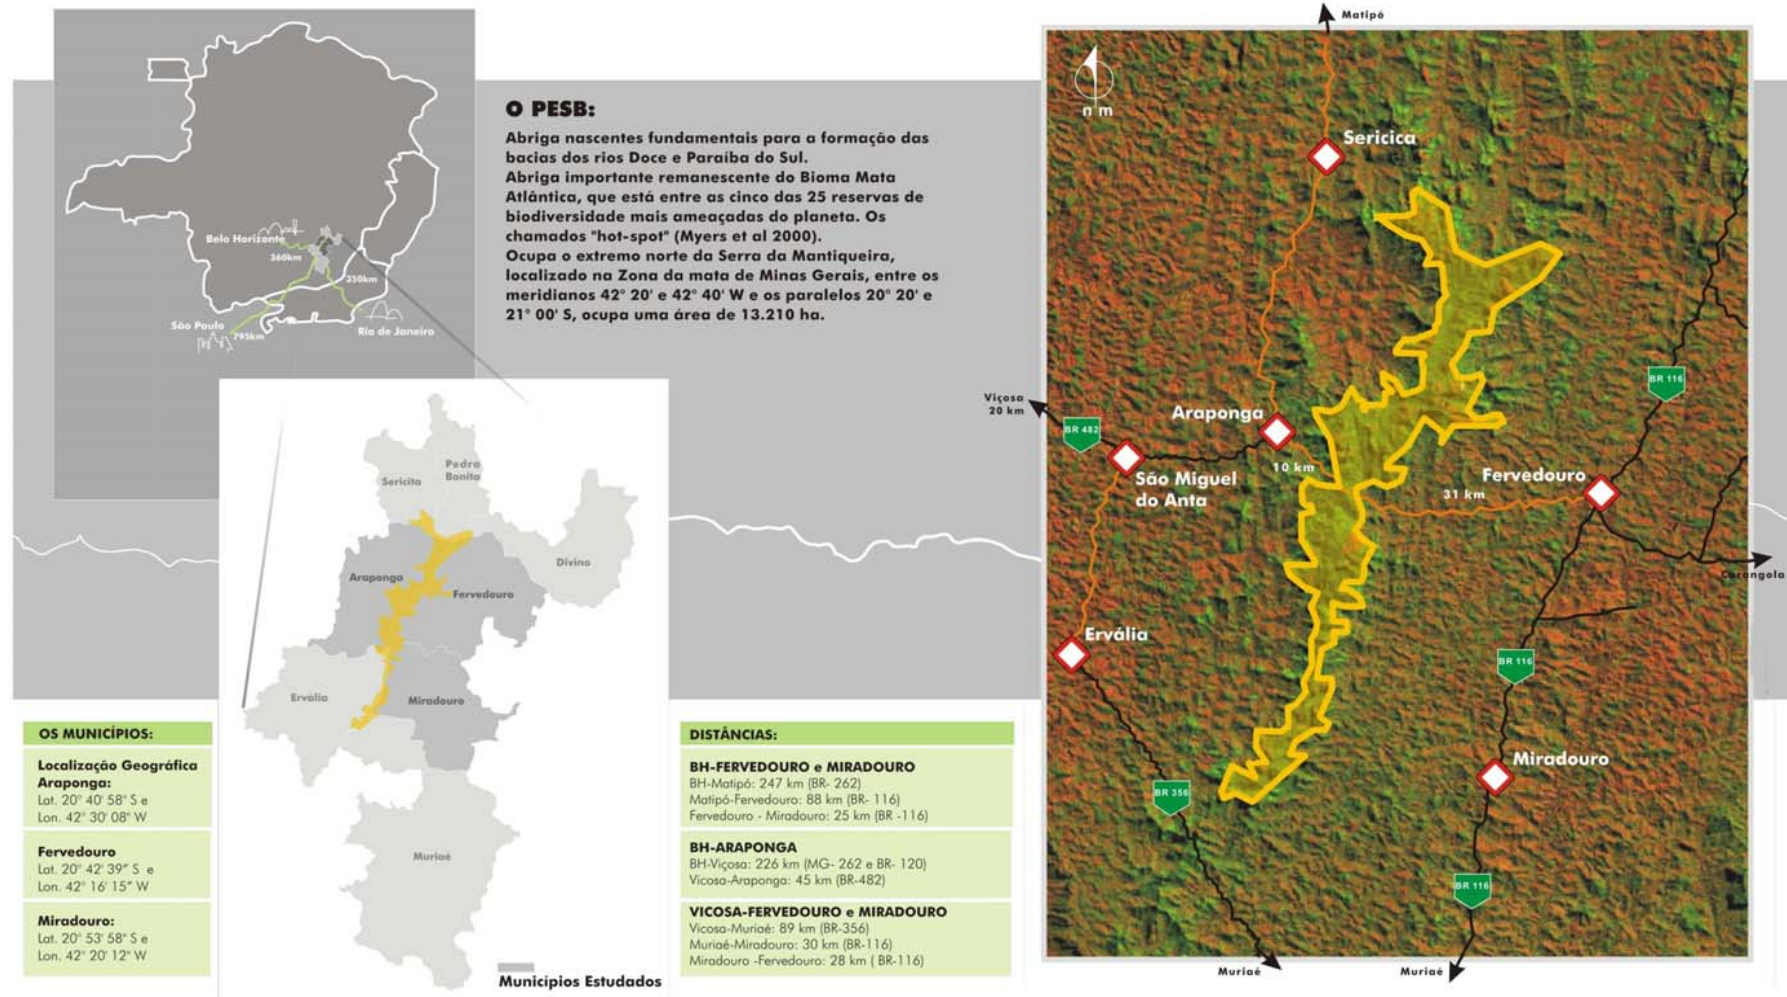 Belo Horizonte
360km
350km
São Paulo
795km
Rio de Janeiro
O PESB:
Abriga nascentes fundamentais para a formação das
bacias dos rios Doce e Paraíba do Sul.
Abriga importante remanescente do Bioma Mata
Atlântica, que está entre as cinco das 25 reservas de
biodiversidade mais ameaçadas do planeta. Os
chamados "hot-spot" (Myers et al 2000).
Ocupa o extremo norte da Serra da Mantiqueira,
localizado na Zona da mata de Minas Gerais, entre os
meridianos 42° 20' e 42° 40' W e os paralelos 20° 20' e
21° 00' S, ocupa uma área de 13.210 ha.
Sericita
Pedra
Bonita
Divino
Araponga
Fervedouro
Ervália
Miradouro
Muriaé
Municípios Estudados
OS MUNICÍPIOS:
Localização Geográfica
Araponga:
Lat. 20° 40' 58" S e
Lon. 42° 30' 08" W
Fervedouro
Lat. 20° 42' 39" S e
Lon. 42° 16' 15" W
Miradouro:
Lat. 20° 53' 58" S e
Lon. 42° 20' 12" W
DISTÂNCIAS:
BH-FERVEDOURO e MIRADOURO
BH-Matipó: 247 km (BR- 262)
Matipó-Fervedouro: 88 km (BR- 116)
Fervedouro - Miradouro: 25 km (BR -116)
BH-ARAPONGA
BH-Viçosa: 226 km (MG- 262 e BR- 120)
Vicosa-Araponga: 45 km (BR-482)
VICOSA-FERVEDOURO e MIRADOURO
Vicosa-Muriaé: 89 km (BR-356)
Muriaé-Miradouro: 30 km (BR-116)
Miradouro -Fervedouro: 28 km ( BR-116)
Matipó
n m
Sericica
BR 116
Viçosa
20 km
BR 482
Araponga
10 km
São Miguel
do Anta
Fervedouro
31 km
Carangola
Ervália
BR 116
Miradouro
BR 356
BR 116
Muriaé
Muriaé